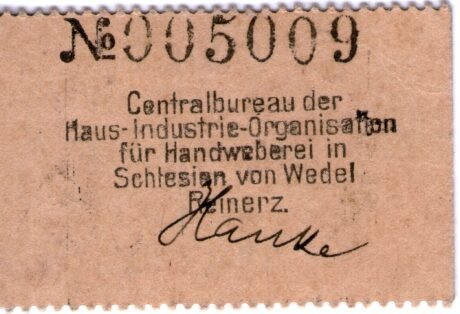 №005009
Centralbureau der
Haus-Industrie-Organisation
für Handweberei in
Schlesien von Wedel
Reinerz.
Hanke